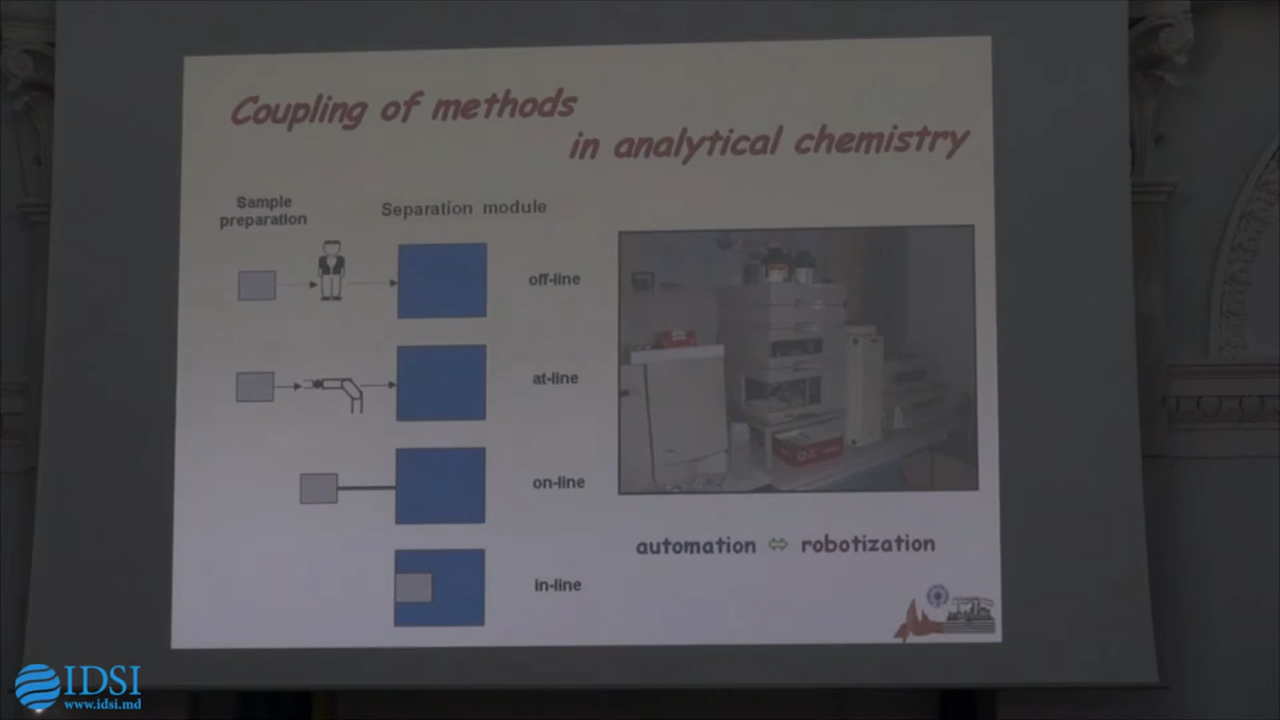 Coupling of methods
in analytical chemistry
Sample
preparation
Separation module
off-line
at-line
on-line
in-line
automation ⇔ robotization
IDSI
www.idsi.md